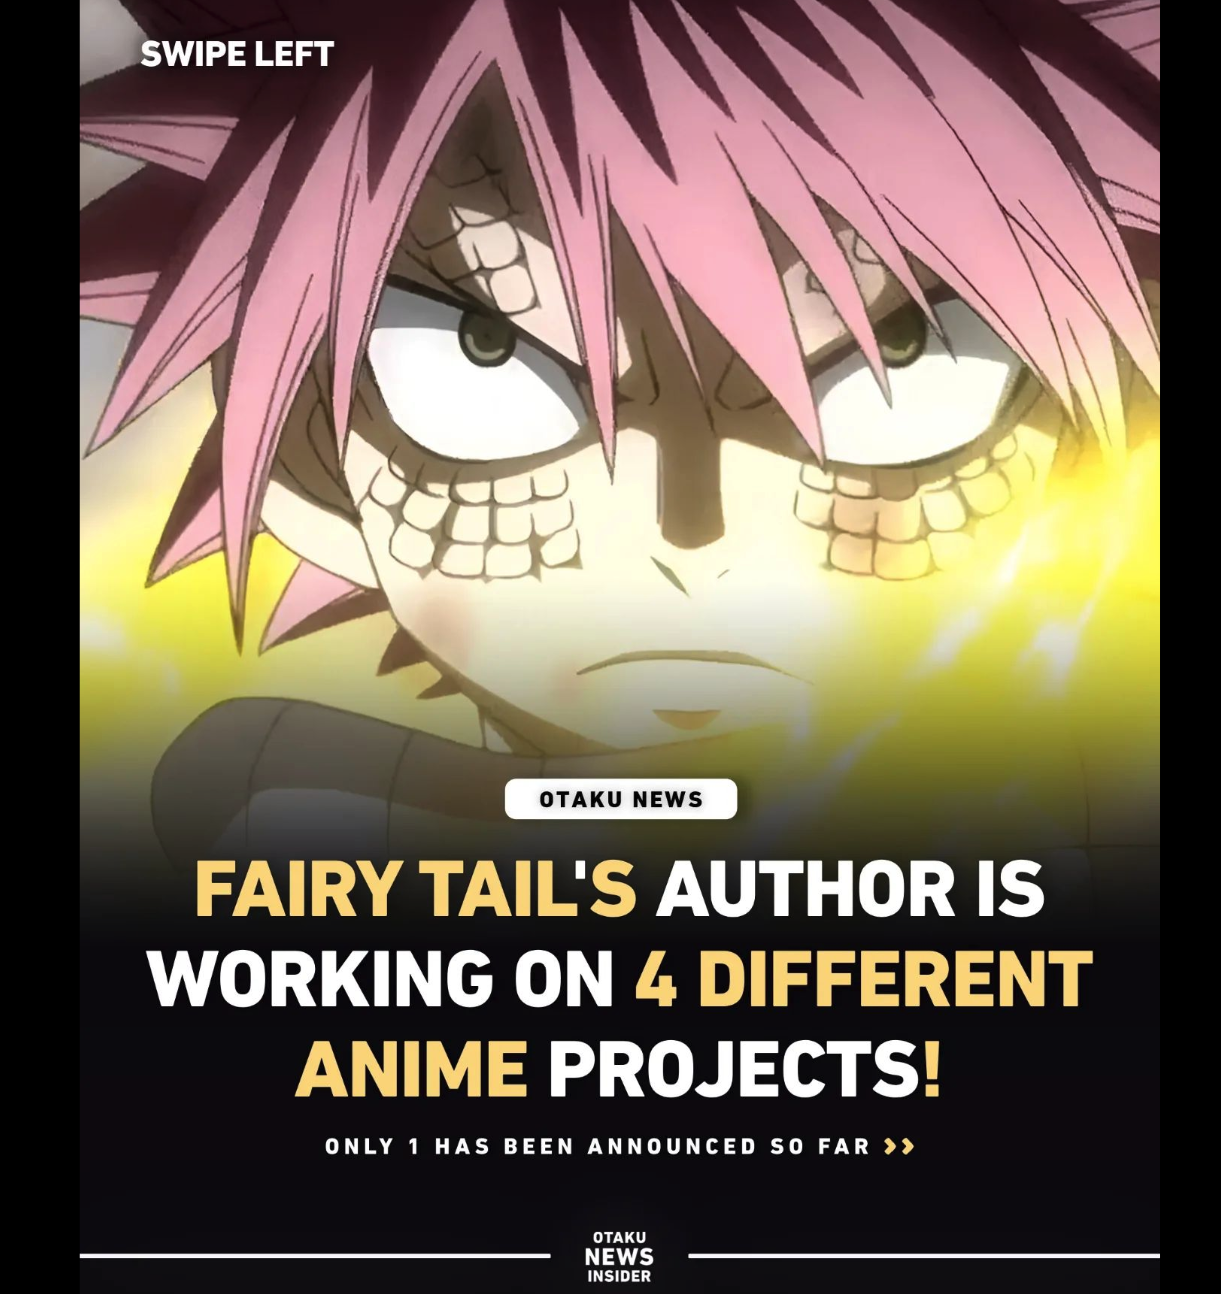 SWIPE LEFT
OTAKU NEWS
FAIRY TAIL'S AUTHOR IS
WORKING ON 4 DIFFERENT
ANIME PROJECTS!
ONLY 1 HAS BEEN ANNOUNCED SO FAR >>
OTAKU
NEWS
INSIDER